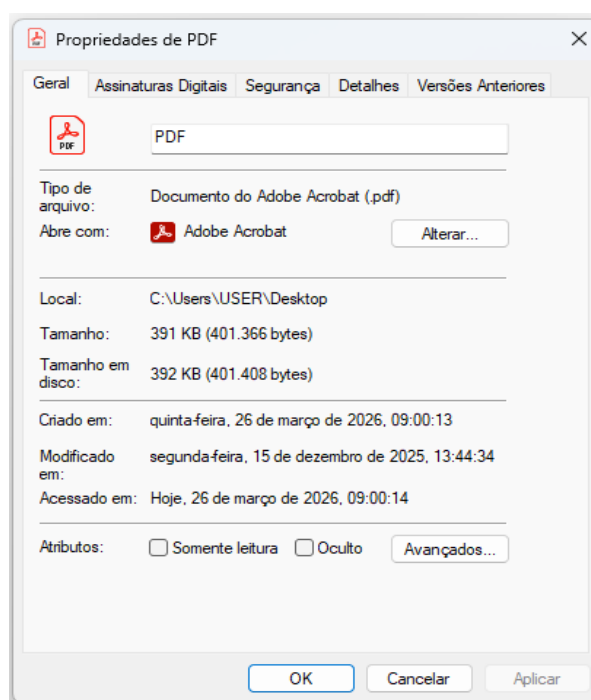 Propriedades de PDF
Geral Assinaturas Digitais Segurança Detalhes Versões Anteriores
PDF
PDF
Tipo de arquivo: Documento do Adobe Acrobat (.pdf)
Abre com: Adobe Acrobat Alterar...
Local: C:\Users\USER\Desktop
Tamanho: 391 KB (401.366 bytes)
Tamanho em disco: 392 KB (401.408 bytes)
Criado em: quinta-feira, 26 de março de 2026, 09:00:13
Modificado em: segunda-feira, 15 de dezembro de 2025, 13:44:34
Acessado em: Hoje, 26 de março de 2026, 09:00:14
Atributos: Somente leitura Oculto Avançados...
OK Cancelar Aplicar